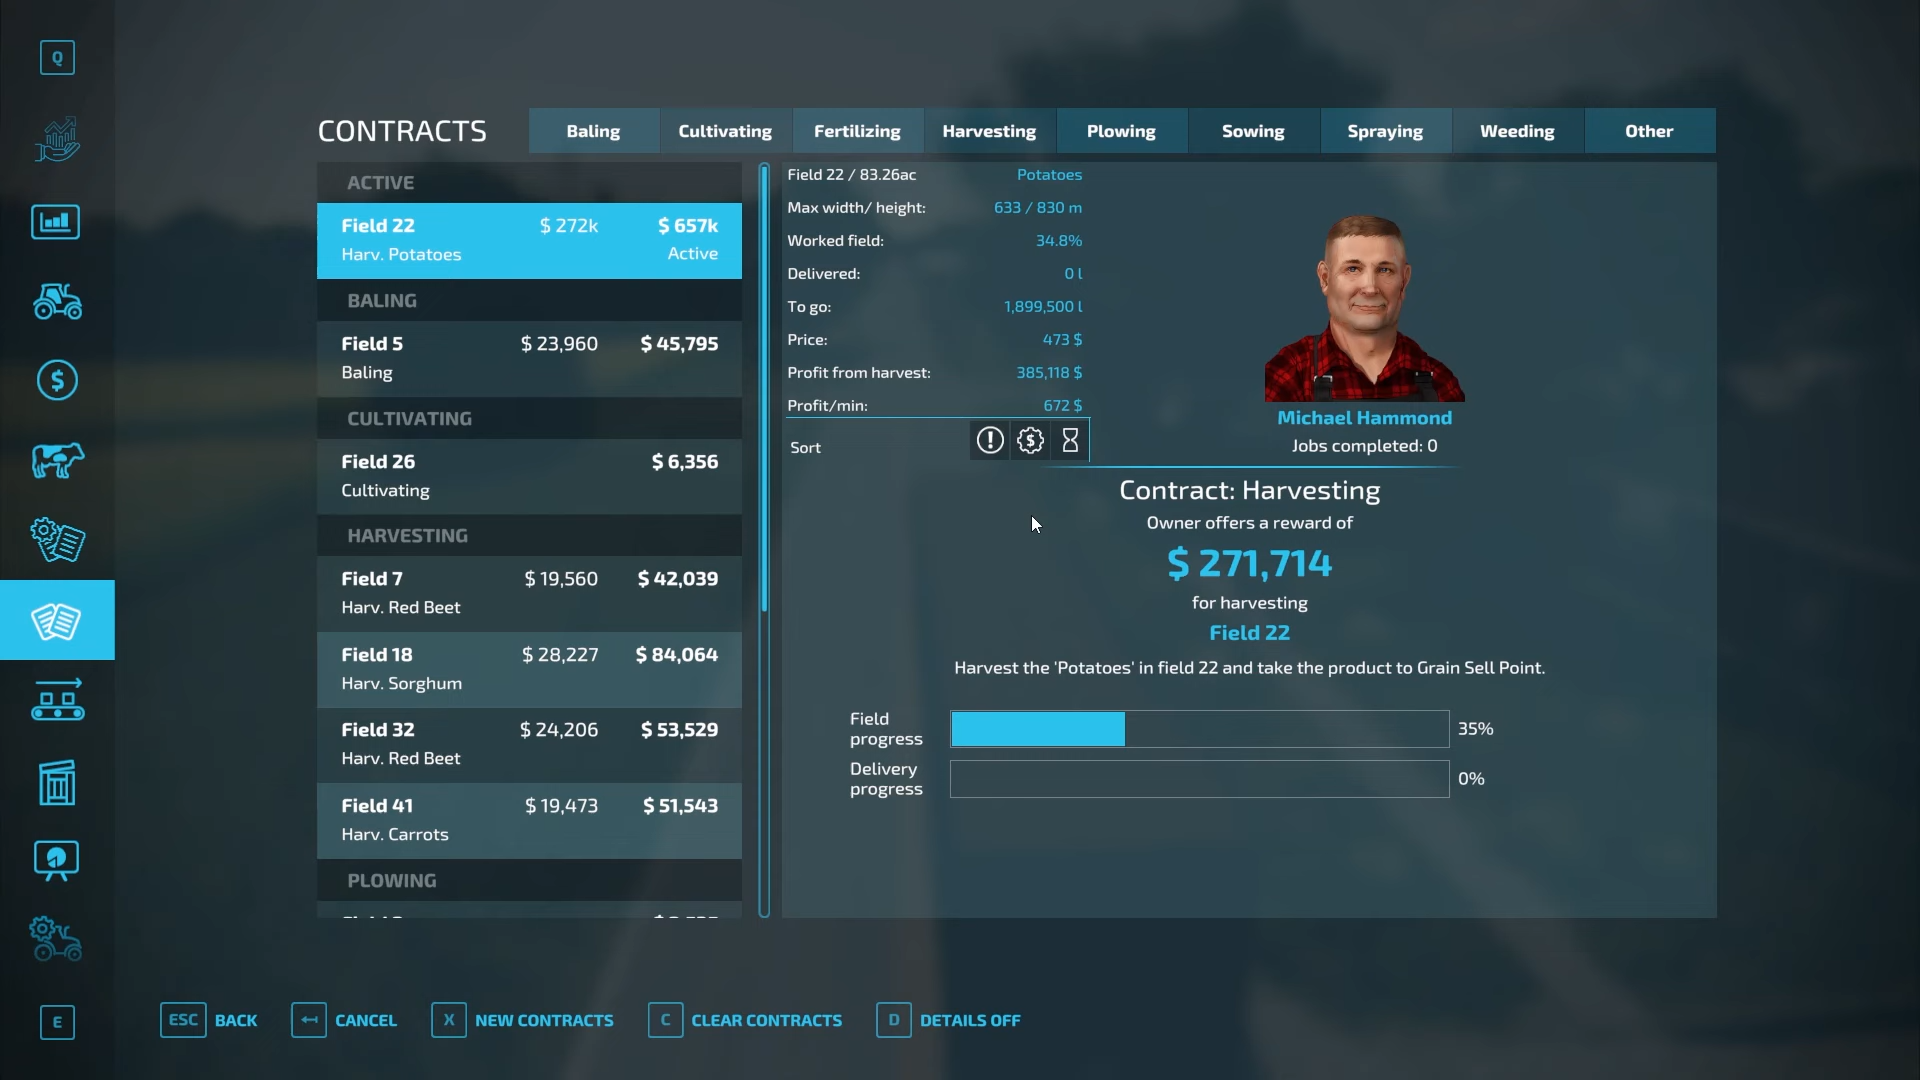 Q
CONTRACTS
Baling
Cultivating
Fertilizing
Harvesting
Plowing
Sowing
Spraying
Weeding
Other
ACTIVE
Field 22 $ 272k $ 657k
Harv. Potatoes Active
BALING
Field 5 $ 23,960 $ 45,795
Baling
CULTIVATING
Field 26 $ 6,356
Cultivating
HARVESTING
Field 7 $ 19,560 $ 42,039
Harv. Red Beet
Field 18 $ 28,227 $ 84,064
Harv. Sorghum
Field 32 $ 24,206 $ 53,529
Harv. Red Beet
Field 41 $ 19,473 $ 51,543
Harv. Carrots
PLOWING
Field 22 / 83.26ac Potatoes
Max width/ height: 633 / 830 m
Worked field: 34.8%
Delivered: 0 l
To go: 1,899,500 l
Price: 473 $
Profit from harvest: 385,118 $
Profit/min: 672 $
Sort
Michael Hammond
Jobs completed: 0
Contract: Harvesting
Owner offers a reward of
$ 271,714
for harvesting
Field 22
Harvest the 'Potatoes' in field 22 and take the product to Grain Sell Point.
Field progress 35%
Delivery progress 0%
E
ESC BACK
CANCEL
X NEW CONTRACTS
C CLEAR CONTRACTS
D DETAILS OFF